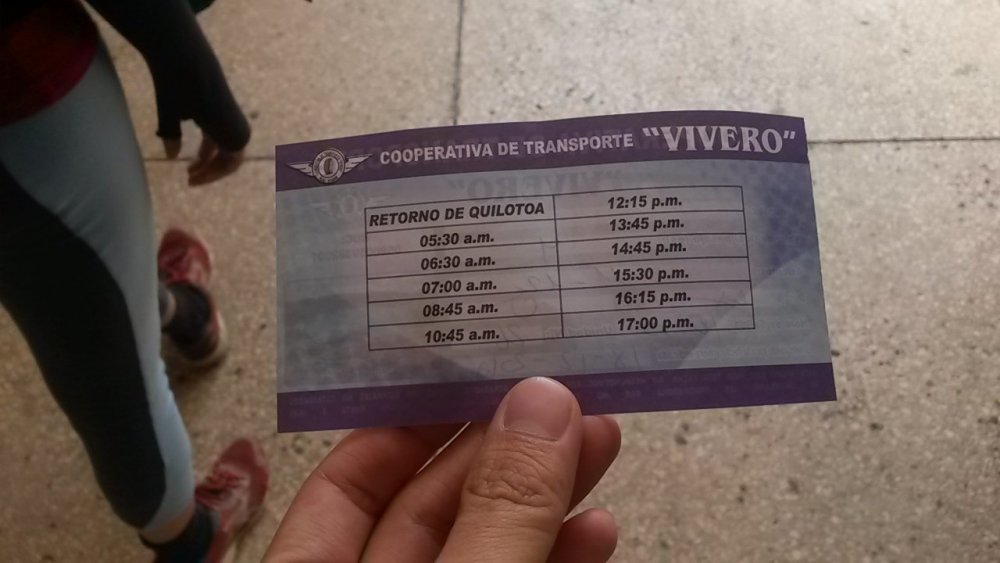 COOPERATIVA DE TRANSPORTE "VIVERO"
RETORNO DE QUILOTOA
05:30 a.m.
06:30 a.m.
07:00 a.m.
08:45 a.m.
10:45 a.m.
12:15 p.m.
13:45 p.m.
14:45 p.m.
15:30 p.m.
16:15 p.m.
17:00 p.m.